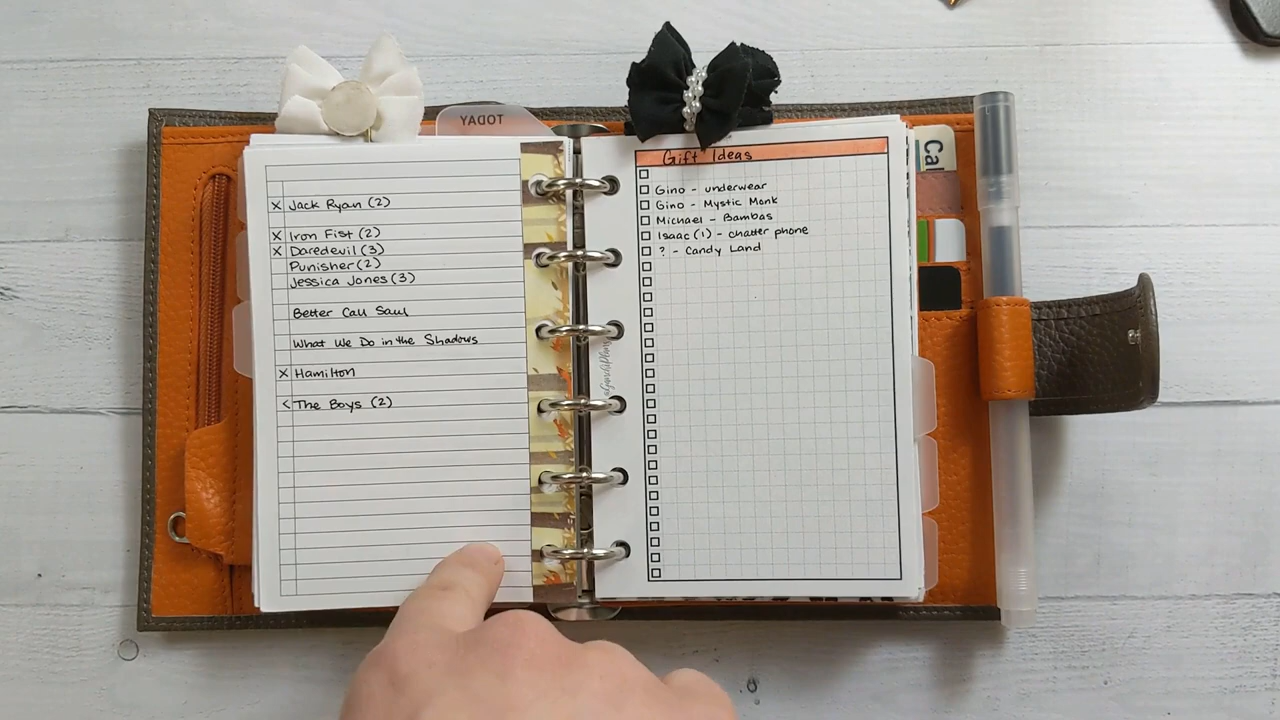 TODAY
x Jack Ryan (2)
x Iron Fist (2)
x Daredevil (3)
Punisher (2)
Jessica Jones (3)
Better Call Saul
What We Do in the Shadows
x Hamilton
< The Boys (2)
Gift Ideas
Gino - underwear
Gino - Mystic Monk
Michael - Bambas
Isaac (1) - chatter phone
? - Candy Land
Ca